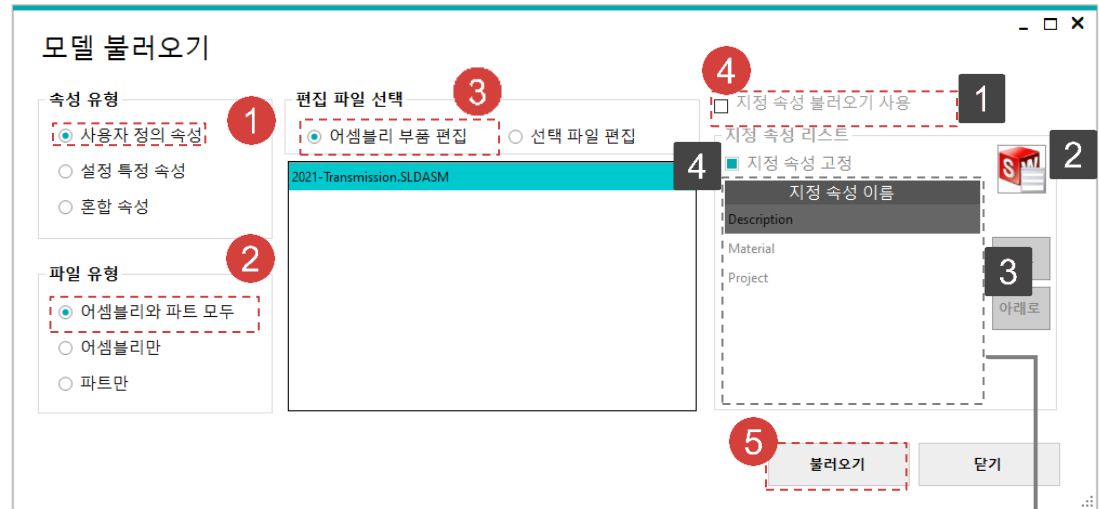 모델 불러오기
속성 유형
1
사용자 정의 속성
설정 특정 속성
혼합 속성
2
파일 유형
어셈블리와 파트 모두
어셈블리만
파트만
편집 파일 선택
3
어셈블리 부품 편집
선택 파일 편집
2021-Transmission.SLDASM
4
지정 속성 불러오기 사용
1
지정 속성 리스트
4
지정 속성 고정
SW
2
지정 속성 이름
Description
Material
Project
3
아래로
5
불러오기
닫기